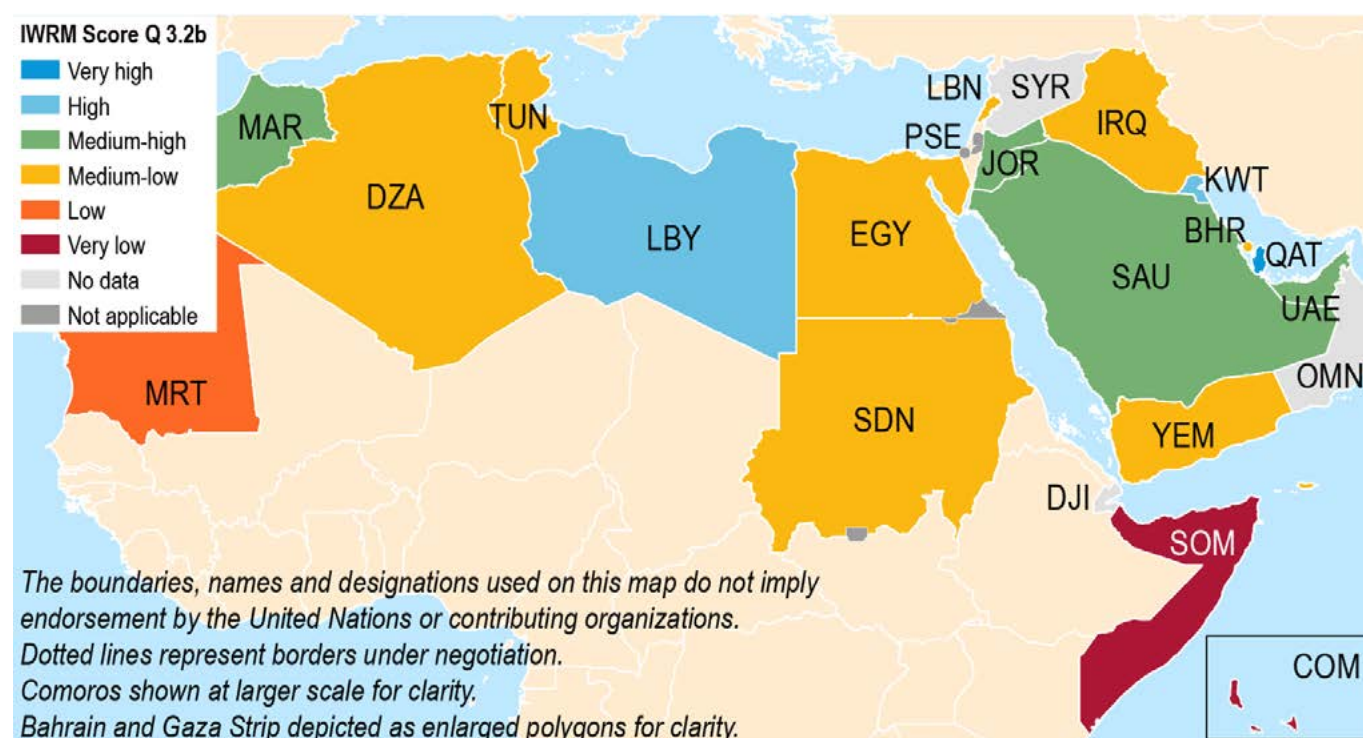 IWRM Score Q 3.2b
Very high
High
Medium-high
Medium-low
Low
Very low
No data
Not applicable
MAR
DZA
TUN
LBY
EGY
LBN
SYR
PSE
JOR
IRQ
KWT
BHR
QAT
SAU
UAE
OMN
MRT
SDN
YEM
DJI
SOM
COM
The boundaries, names and designations used on this map do not imply
endorsement by the United Nations or contributing organizations.
Dotted lines represent borders under negotiation.
Comoros shown at larger scale for clarity.
Bahrain and Gaza Strip depicted as enlarged polygons for clarity.